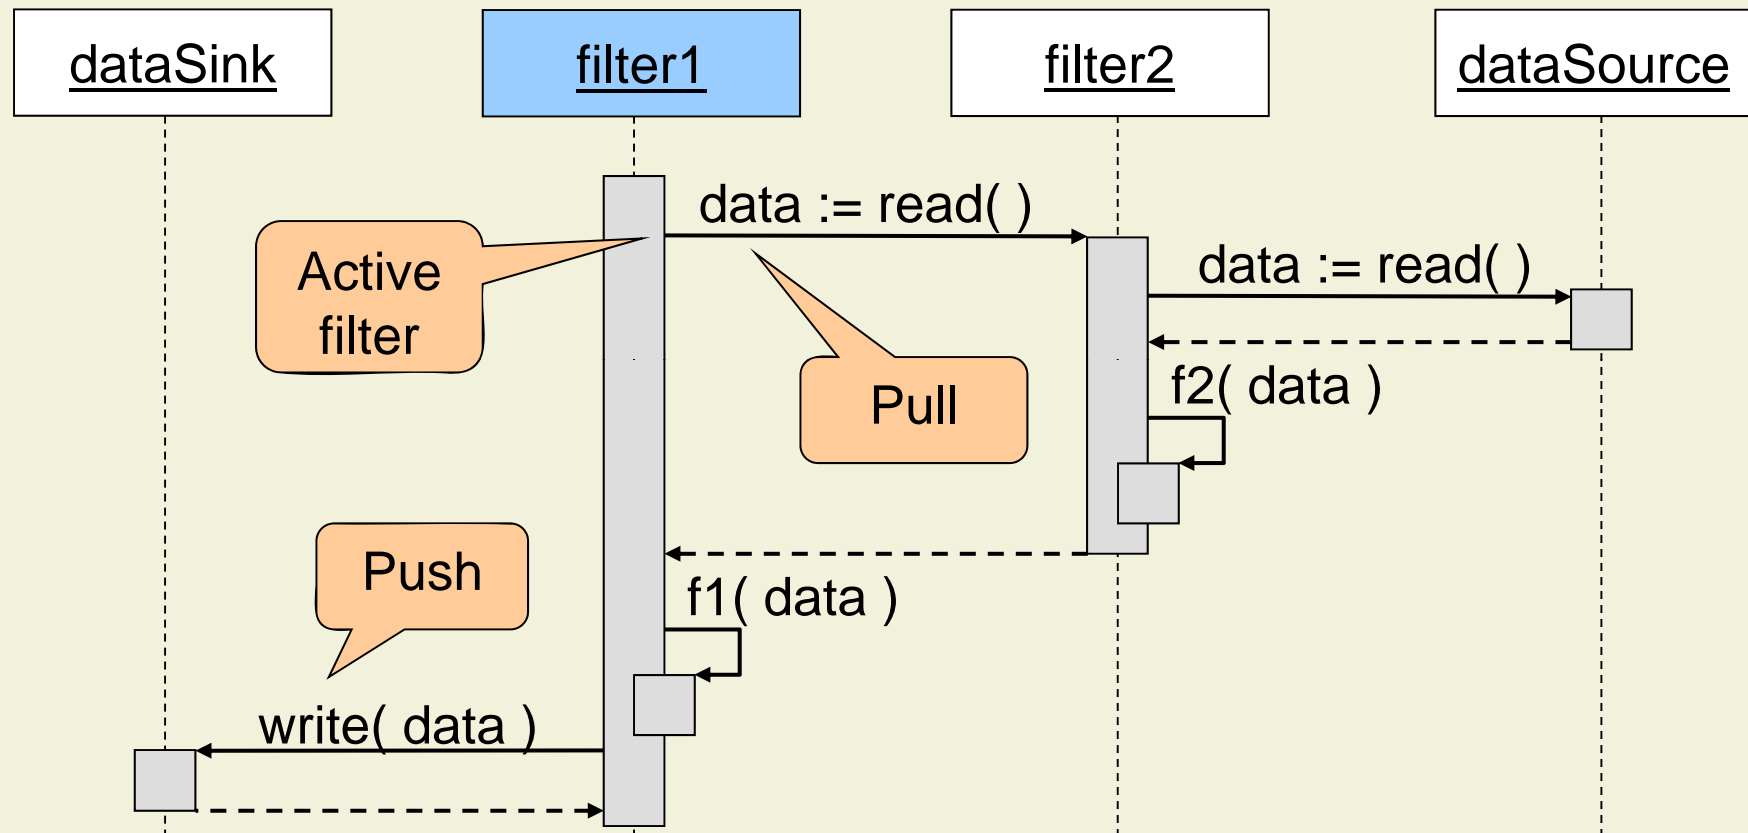 dataSink
filter1
filter2
dataSource
data := read( )
Active
filter
data := read( )
Pull
f2( data )
Push
f1( data )
write( data )